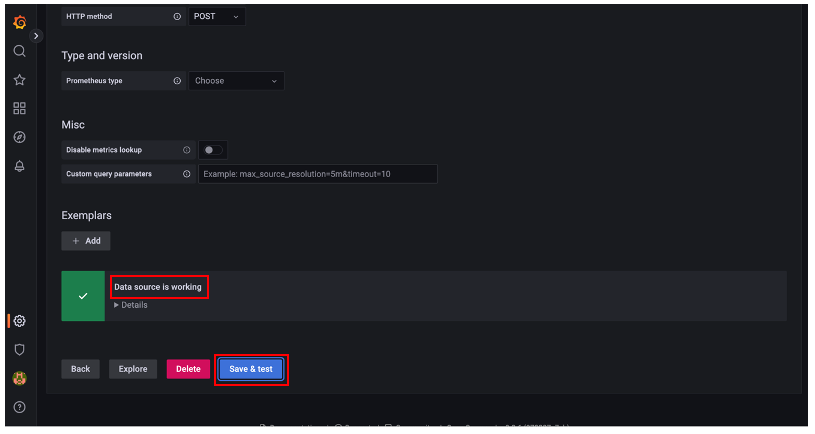 HTTP method POST
Type and version
Prometheus type Choose
Misc
Disable metrics lookup
Custom query parameters Example: max_source_resolution=5m&timeout=10
Exemplars
+ Add
Data source is working
Details
Back Explore Delete Save & test